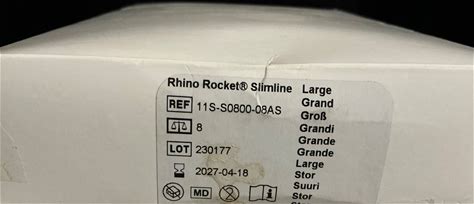 Rhino Rocket® Slimline
REF 11S-S0800-08AS
8
LOT 230177
2027-04-18
MD
Large
Grand
Groß
Grandi
Grande
Grande
Large
Stor
Suuri
Stor